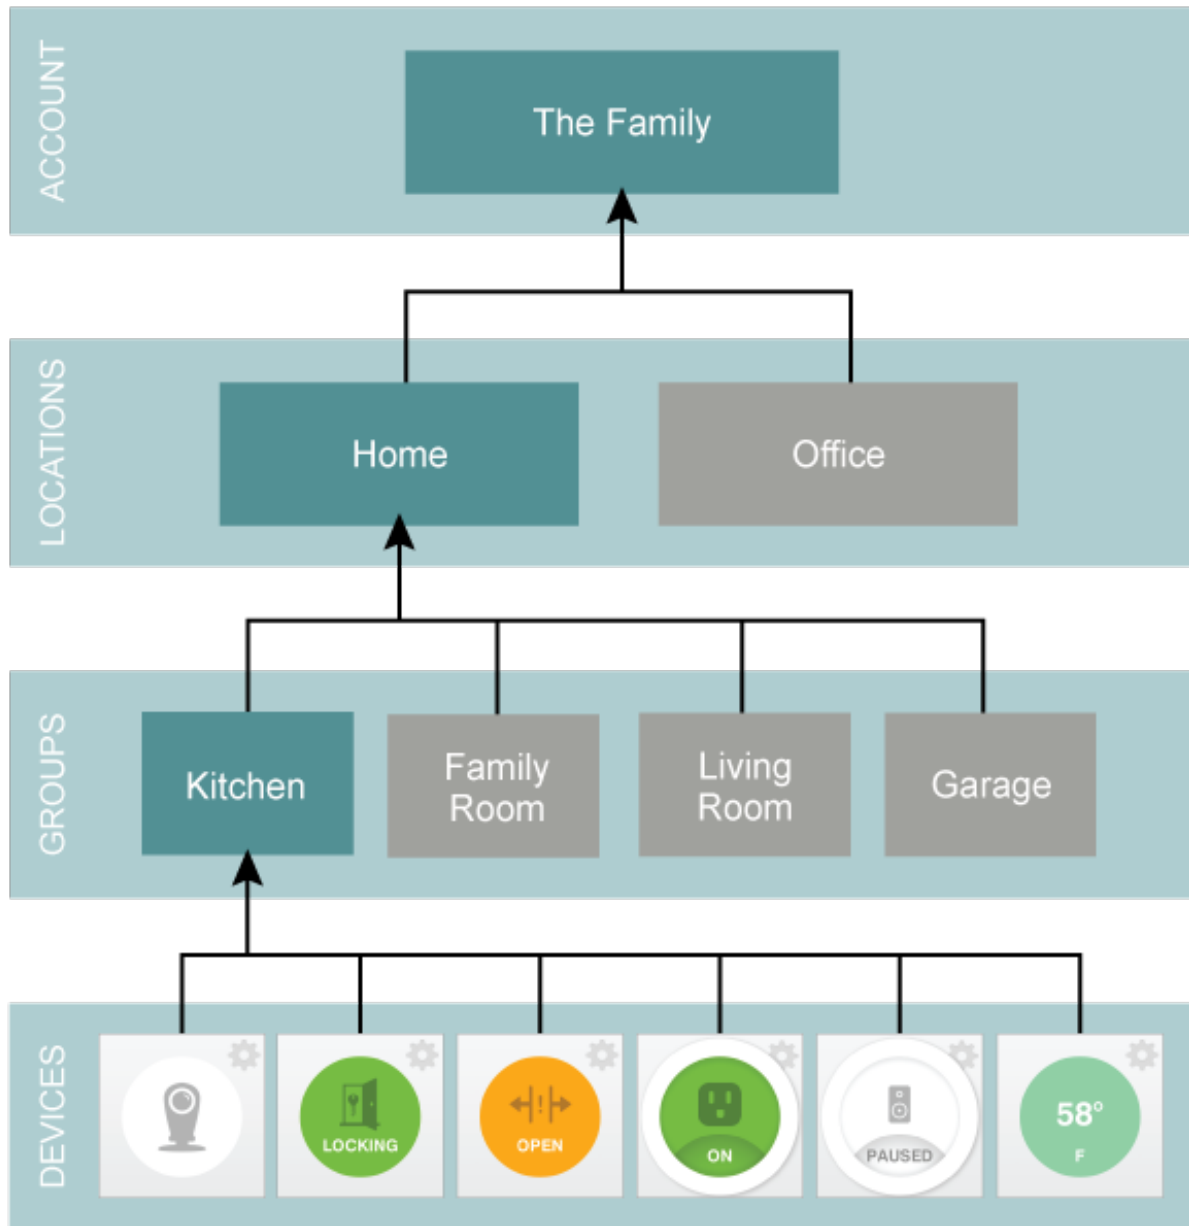 ACCOUNT
The Family
LOCATIONS
Home
Office
GROUPS
Kitchen
Family
Room
Living
Room
Garage
DEVICES
LOCKING
OPEN
ON
PAUSED
58°
F